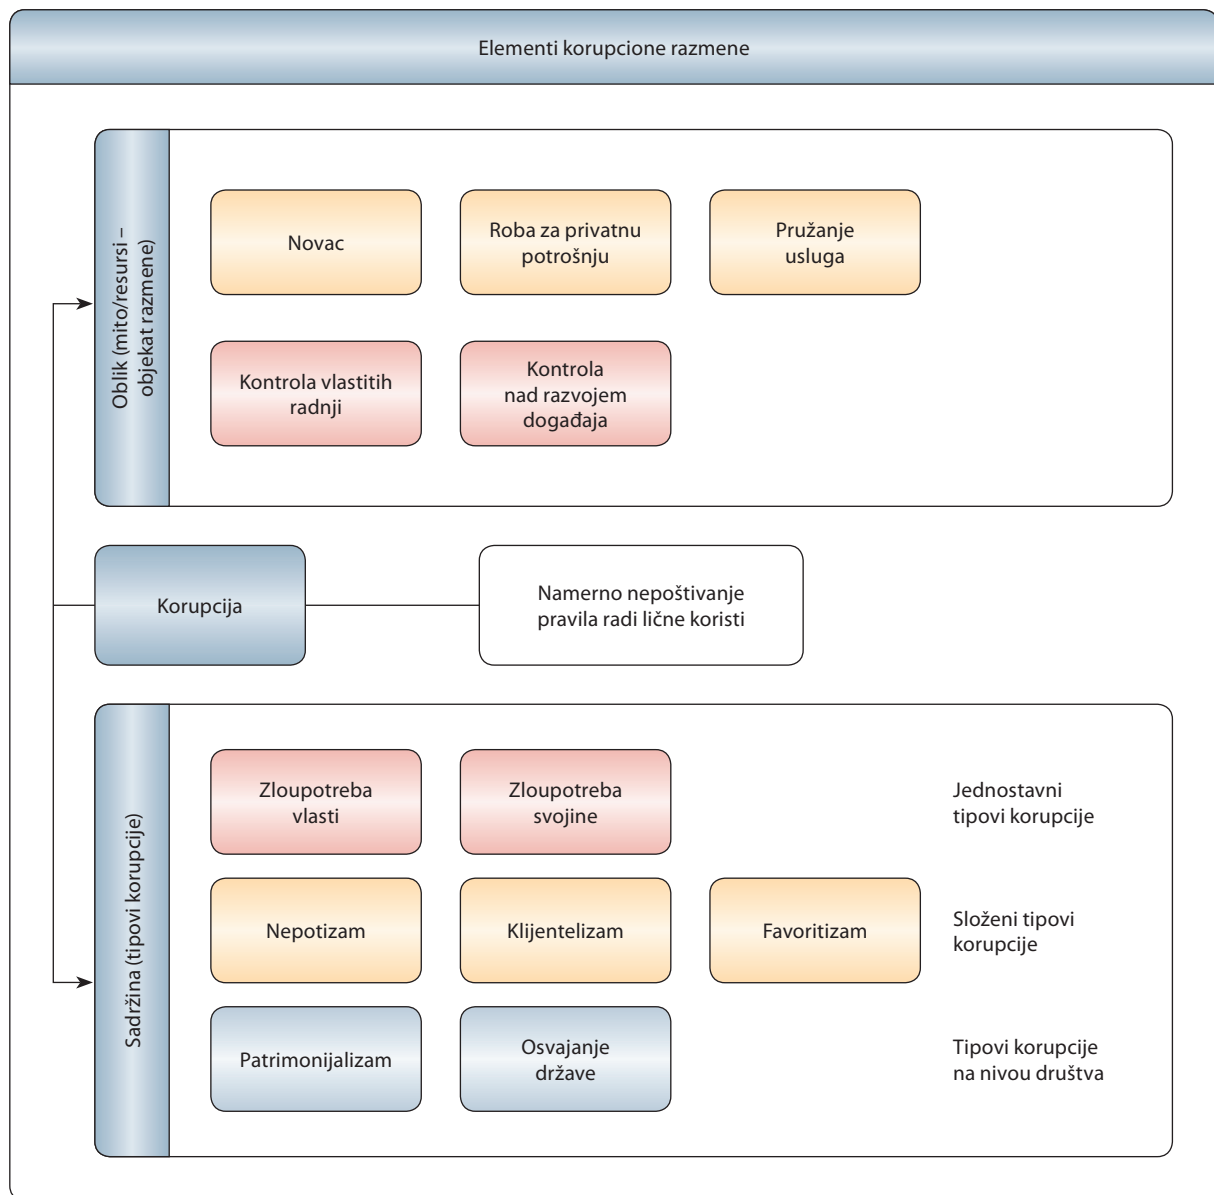 Elementi korupcione razmene
Oblik (mito/resursi –
objekat razmene)
Novac
Roba za privatnu
potrošnju
Pružanje
usluga
Kontrola vlastitih
radnji
Kontrola
nad razvojem
događaja
Korupcija
Namerno nepoštivanje
pravila radi lične koristi
Sadržina (tipovi korupcije)
Zloupotreba
vlasti
Zloupotreba
svojine
Jednostavni
tipovi korupcije
Nepotizam
Klijentelizam
Favoritizam
Složeni tipovi
korupcije
Patrimonijalizam
Osvajanje
države
Tipovi korupcije
na nivou društva